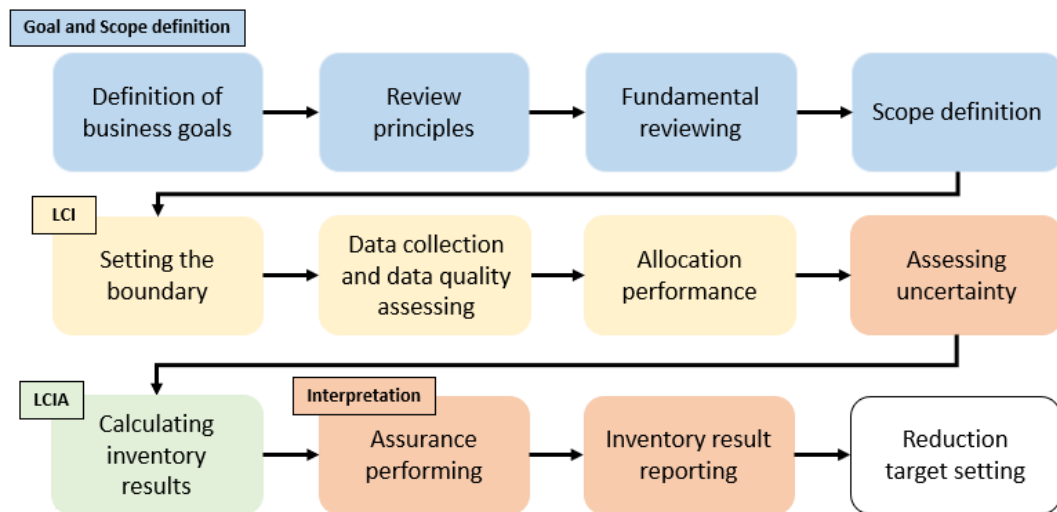 Goal and Scope definition
Definition of
business goals
Review
principles
Fundamental
reviewing
Scope definition
LCI
Setting the
boundary
Data collection
and data quality
assessing
Allocation
performance
Assessing
uncertainty
LCIA
Calculating
inventory
results
Interpretation
Assurance
performing
Inventory result
reporting
Reduction
target setting